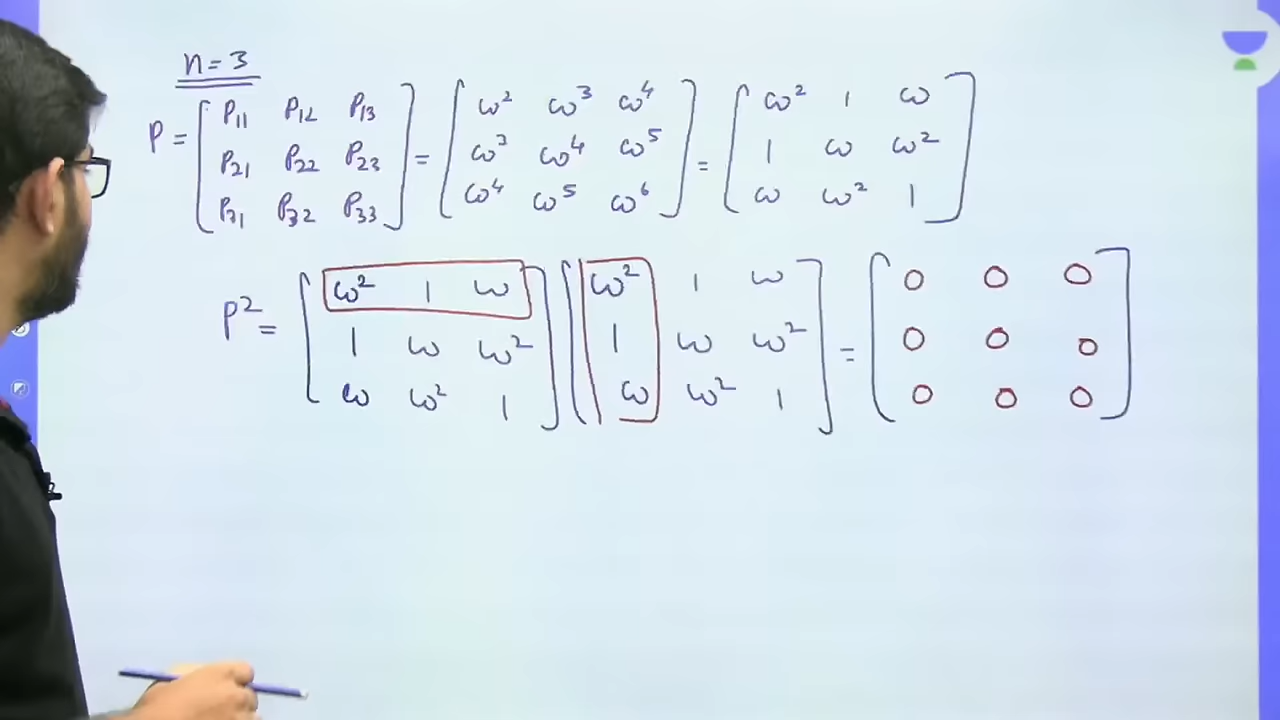 n = 3
P = [ P₁₁ P₁₂ P₁₃ ] = [ ω² ω³ ω⁴ ] = [ ω² 1 ω ]
[ P₂₁ P₂₂ P₂₃ ] [ ω³ ω⁴ ω⁵ ] [ 1 ω ω² ]
[ P₃₁ P₃₂ P₃₃ ] [ ω⁴ ω⁵ ω⁶ ] [ ω ω² 1 ]
P² = [ ω² 1 ω ] [ ω² 1 ω ] = [ 0 0 0 ]
[ 1 ω ω² ] [ 1 ω ω² ] [ 0 0 0 ]
[ ω ω² 1 ] [ ω ω² 1 ] [ 0 0 0 ]